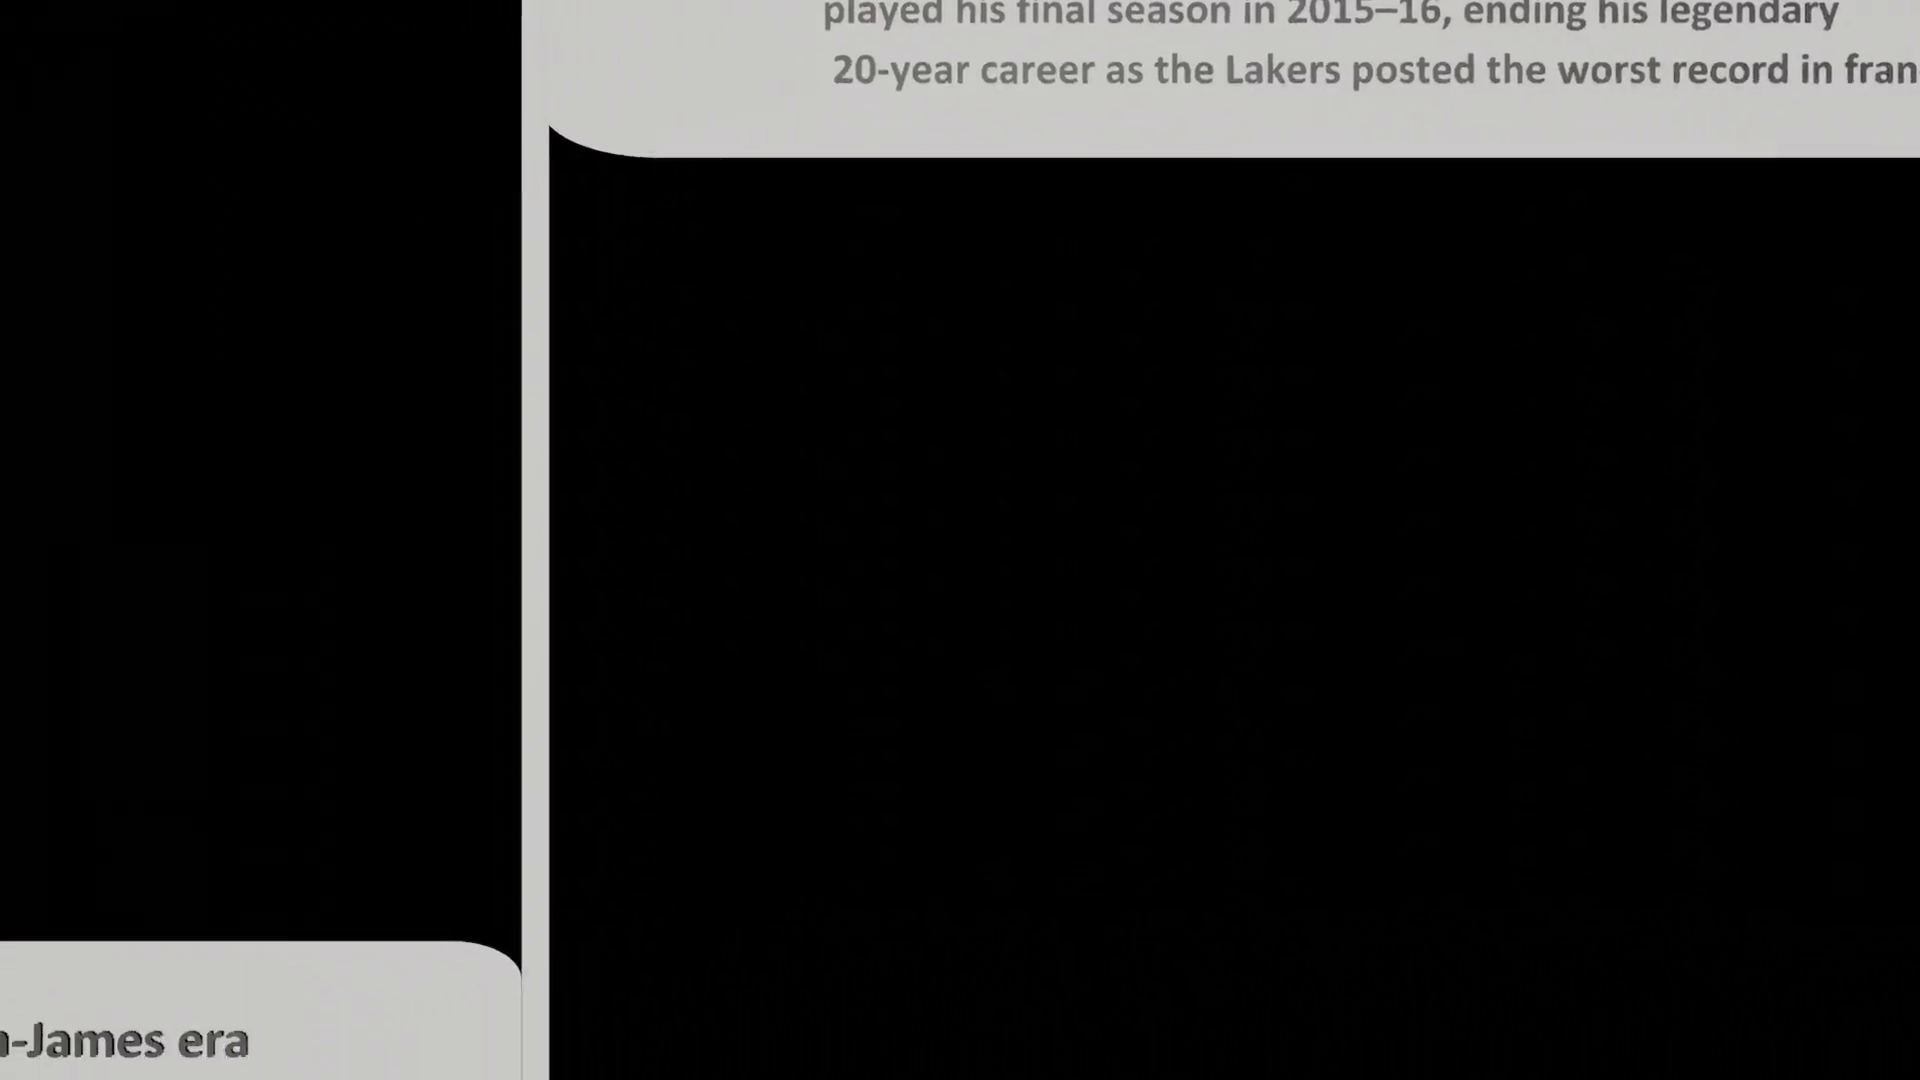 played his final season in 2015–16, ending his legendary
20-year career as the Lakers posted the worst record in fran
-James era